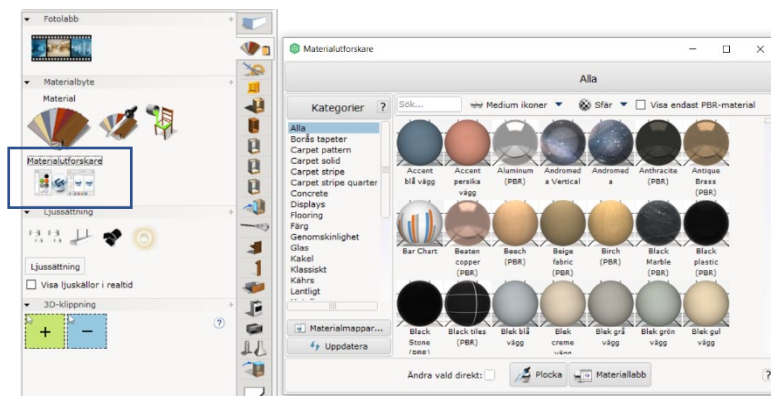 Fotolabb
Materialbyte
Material
Materialutforskare
Ljussättning
Ljussättning
Visa ljuskällor i realtid
3D-klippning
+
−
?
Materialutforskare
Alla
Kategorier ?
Sök... Medium ikoner Sfär Visa endast PBR-material
Alla
Borås tapeter
Carpet pattern
Carpet solid
Carpet stripe
Carpet stripe quarter
Concrete
Displays
Flooring
Färg
Genomskinlighet
Glas
Kakel
Klassiskt
Kährs
Lantligt
Materialmappar...
Uppdatera
Accent blå vägg
Accent persika vägg
Aluminum (PBR)
Andromeda Vertical
Andromeda
Anthracite (PBR)
Antique Brass (PBR)
Bar Chart
Beaten copper (PBR)
Beech (PBR)
Beige fabric (PBR)
Birch (PBR)
Black Marble (PBR)
Black plastic (PBR)
Black Stone (PBR)
Black tiles (PBR)
Blek blå vägg
Blek creme vägg
Blek grå vägg
Blek grön vägg
Blek gul vägg
Ändra vald direkt: Plocka Materiallabb ?